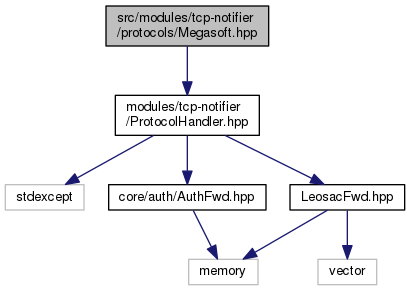 src/modules/tcp-notifier
/protocols/Megasoft.hpp
modules/tcp-notifier
/ProtocolHandler.hpp
stdexcept
core/auth/AuthFwd.hpp
LeosacFwd.hpp
memory
vector